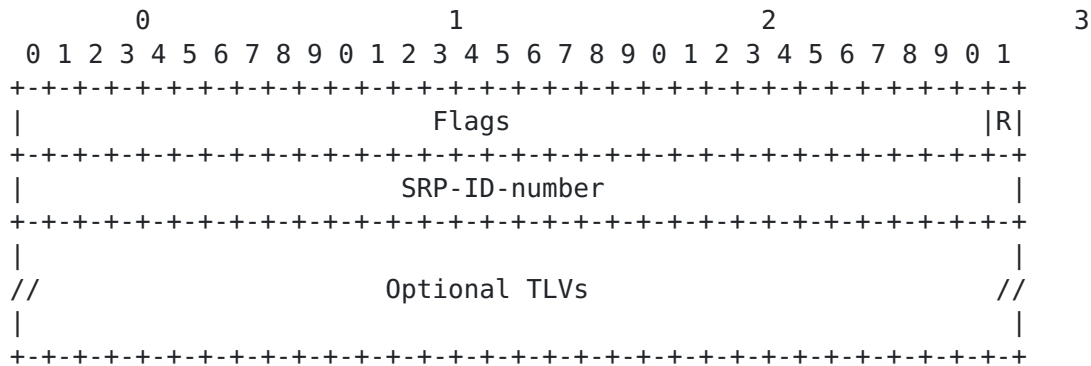 0 1 2 3
0 1 2 3 4 5 6 7 8 9 0 1 2 3 4 5 6 7 8 9 0 1 2 3 4 5 6 7 8 9 0 1
+-+-+-+-+-+-+-+-+-+-+-+-+-+-+-+-+-+-+-+-+-+-+-+-+-+-+-+-+-+-+-+-+
| Flags |R|
+-+-+-+-+-+-+-+-+-+-+-+-+-+-+-+-+-+-+-+-+-+-+-+-+-+-+-+-+-+-+-+-+
| SRP-ID-number |
+-+-+-+-+-+-+-+-+-+-+-+-+-+-+-+-+-+-+-+-+-+-+-+-+-+-+-+-+-+-+-+-+
| |
// Optional TLVs //
| |
+-+-+-+-+-+-+-+-+-+-+-+-+-+-+-+-+-+-+-+-+-+-+-+-+-+-+-+-+-+-+-+-+